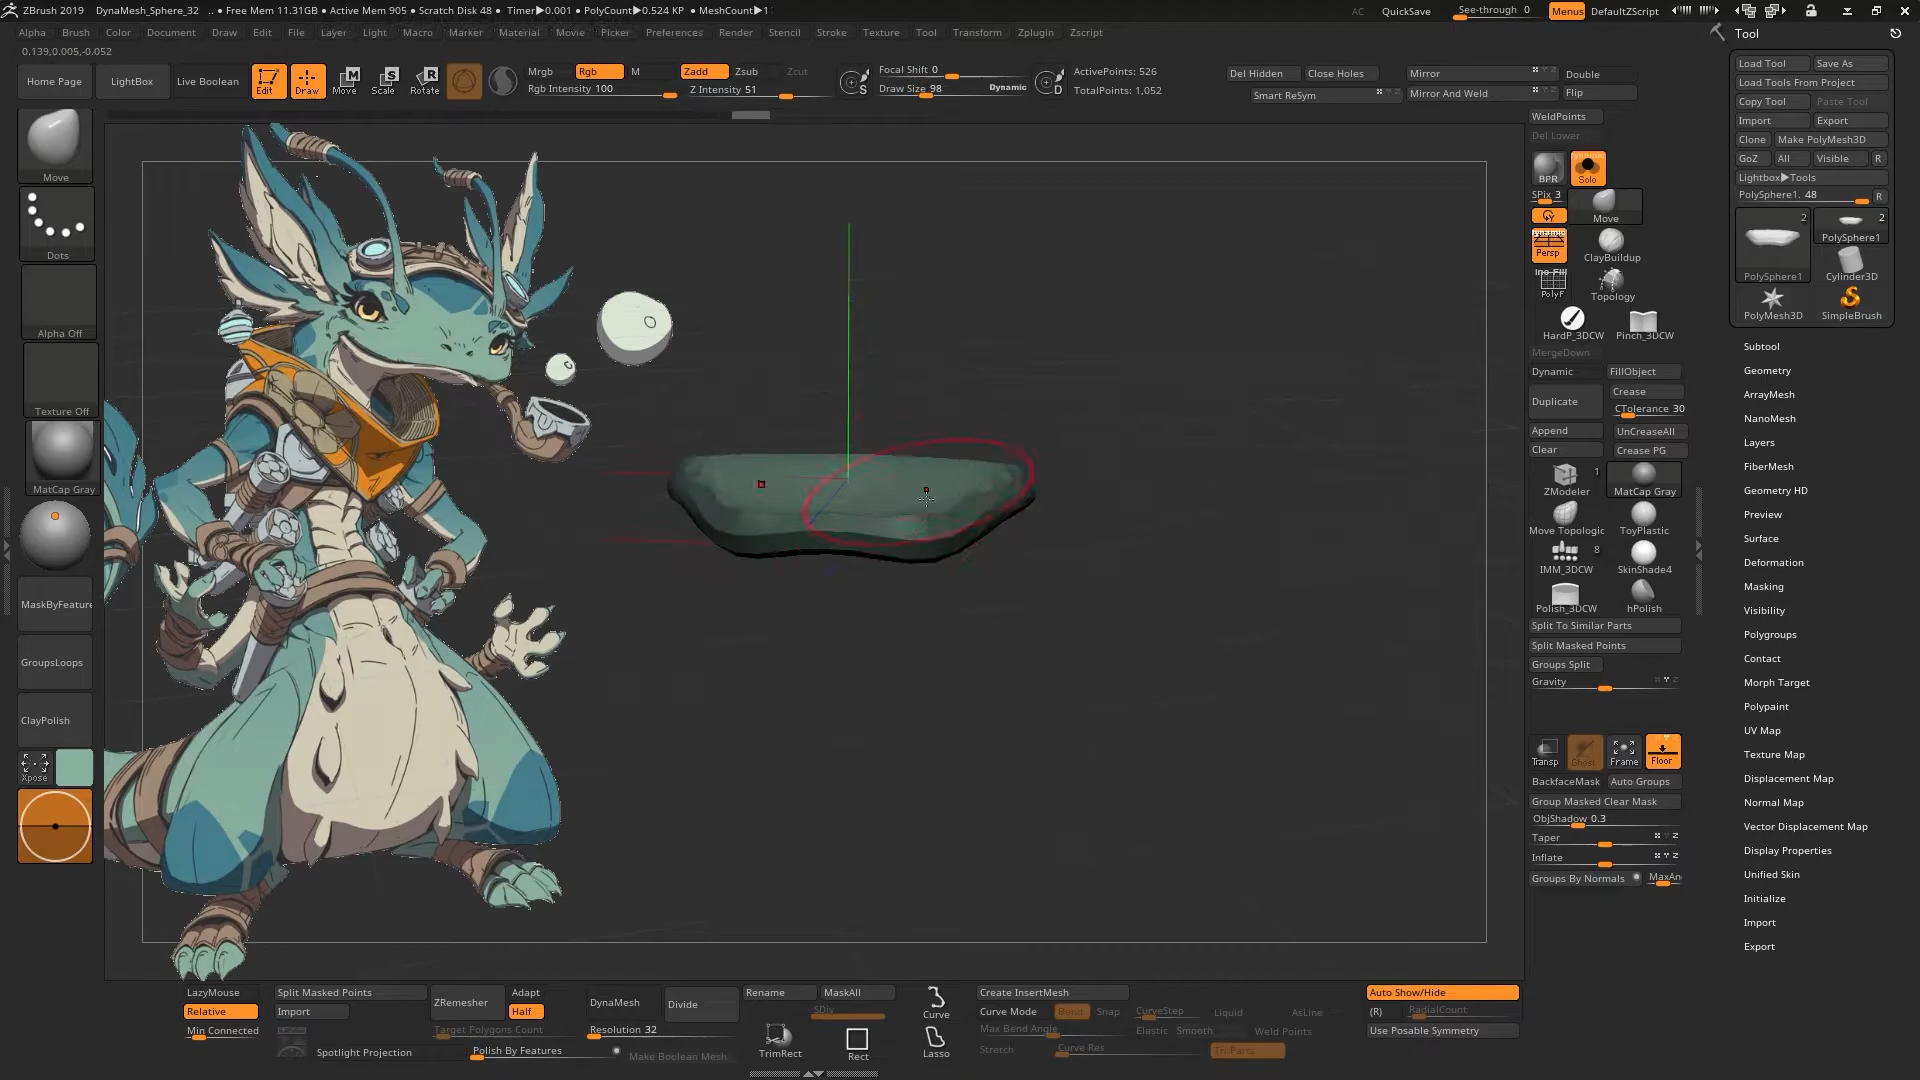 ZBrush 2019 DynaMesh_Sphere_32 .. • Free Mem 11.31GB • Active Mem 905 • Scratch Disk 48 • Timer▶0.001 • PolyCount▶0.524 KP • MeshCount▶1
AC QuickSave See-through 0 Menus DefaultZScript
Alpha Brush Color Document Draw Edit File Layer Light Macro Marker Material Movie Picker Preferences Render Stencil Stroke Texture Tool Transform Zplugin Zscript
0.139,0.005,-0.052
Home Page LightBox Live Boolean Edit Draw Move Scale Rotate
Mrgb Rgb M Zadd Zsub Zcut
Rgb Intensity 100 Z Intensity 51
S Focal Shift 0
Draw Size 98 Dynamic
D ActivePoints: 526
TotalPoints: 1,052
Del Hidden Close Holes Mirror Double
Smart ReSym Mirror And Weld Flip
Move
Dots
Alpha Off
Texture Off
MatCap Gray
MaskByFeature
GroupsLoops
ClayPolish
Xpose
WeldPoints
Del Lower
BPR Dynamic Solo
SPix 3 Move
Dynamic Persp ClayBuildup
PolyF Topology
HardP_3DCW Pinch_3DCW
MergeDown
Dynamic FillObject
Duplicate Crease
CTolerance 30
Append UnCreaseAll
Clear Crease PG
ZModeler 1 MatCap Gray
Move Topologic ToyPlastic
IMM_3DCW 8 SkinShade4
Polish_3DCW hPolish
Split To Similar Parts
Split Masked Points
Groups Split
Gravity
Transp Ghost Frame Floor
BackfaceMask Auto Groups
Group Masked Clear Mask
ObjShadow 0.3
Taper
Inflate
Groups By Normals MaxAn
Tool
Load Tool Save As
Load Tools From Project
Copy Tool Paste Tool
Import Export
Clone Make PolyMesh3D
GoZ All Visible R
Lightbox▶Tools
PolySphere1. 48 R
2 2
PolySphere1
PolySphere1 Cylinder3D
PolyMesh3D SimpleBrush
Subtool
Geometry
ArrayMesh
NanoMesh
Layers
FiberMesh
Geometry HD
Preview
Surface
Deformation
Masking
Visibility
Polygroups
Contact
Morph Target
Polypaint
UV Map
Texture Map
Displacement Map
Normal Map
Vector Displacement Map
Display Properties
Unified Skin
Initialize
Import
Export
LazyMouse Split Masked Points ZRemesher Adapt DynaMesh Divide Rename MaskAll Curve Create InsertMesh Auto Show/Hide
Relative Import Half SDiv Curve Mode Bend Snap CurveStep Liquid AsLine (R) RadialCount
Min Connected Target Polygons Count Resolution 32 Max Bend Angle Elastic Smooth Weld Points Use Posable Symmetry
Spotlight Projection Polish By Features Make Boolean Mesh TrimRect Rect Lasso Stretch Curve Res Tri Parts